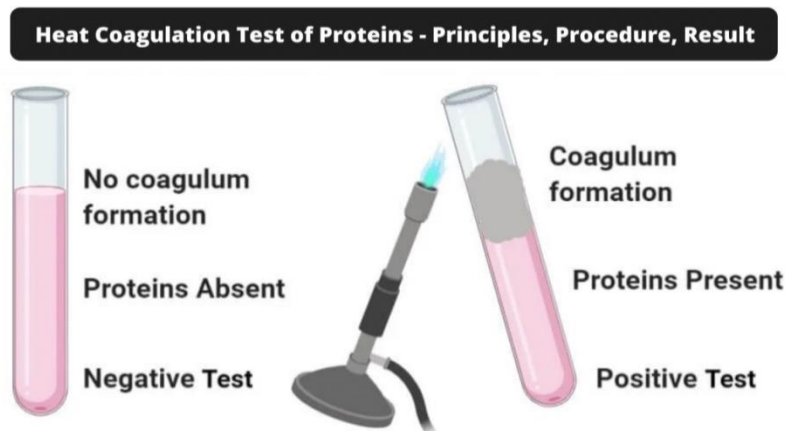 Heat Coagulation Test of Proteins - Principles, Procedure, Result
No coagulum
formation
Proteins Absent
Negative Test
Coagulum
formation
Proteins Present
Positive Test